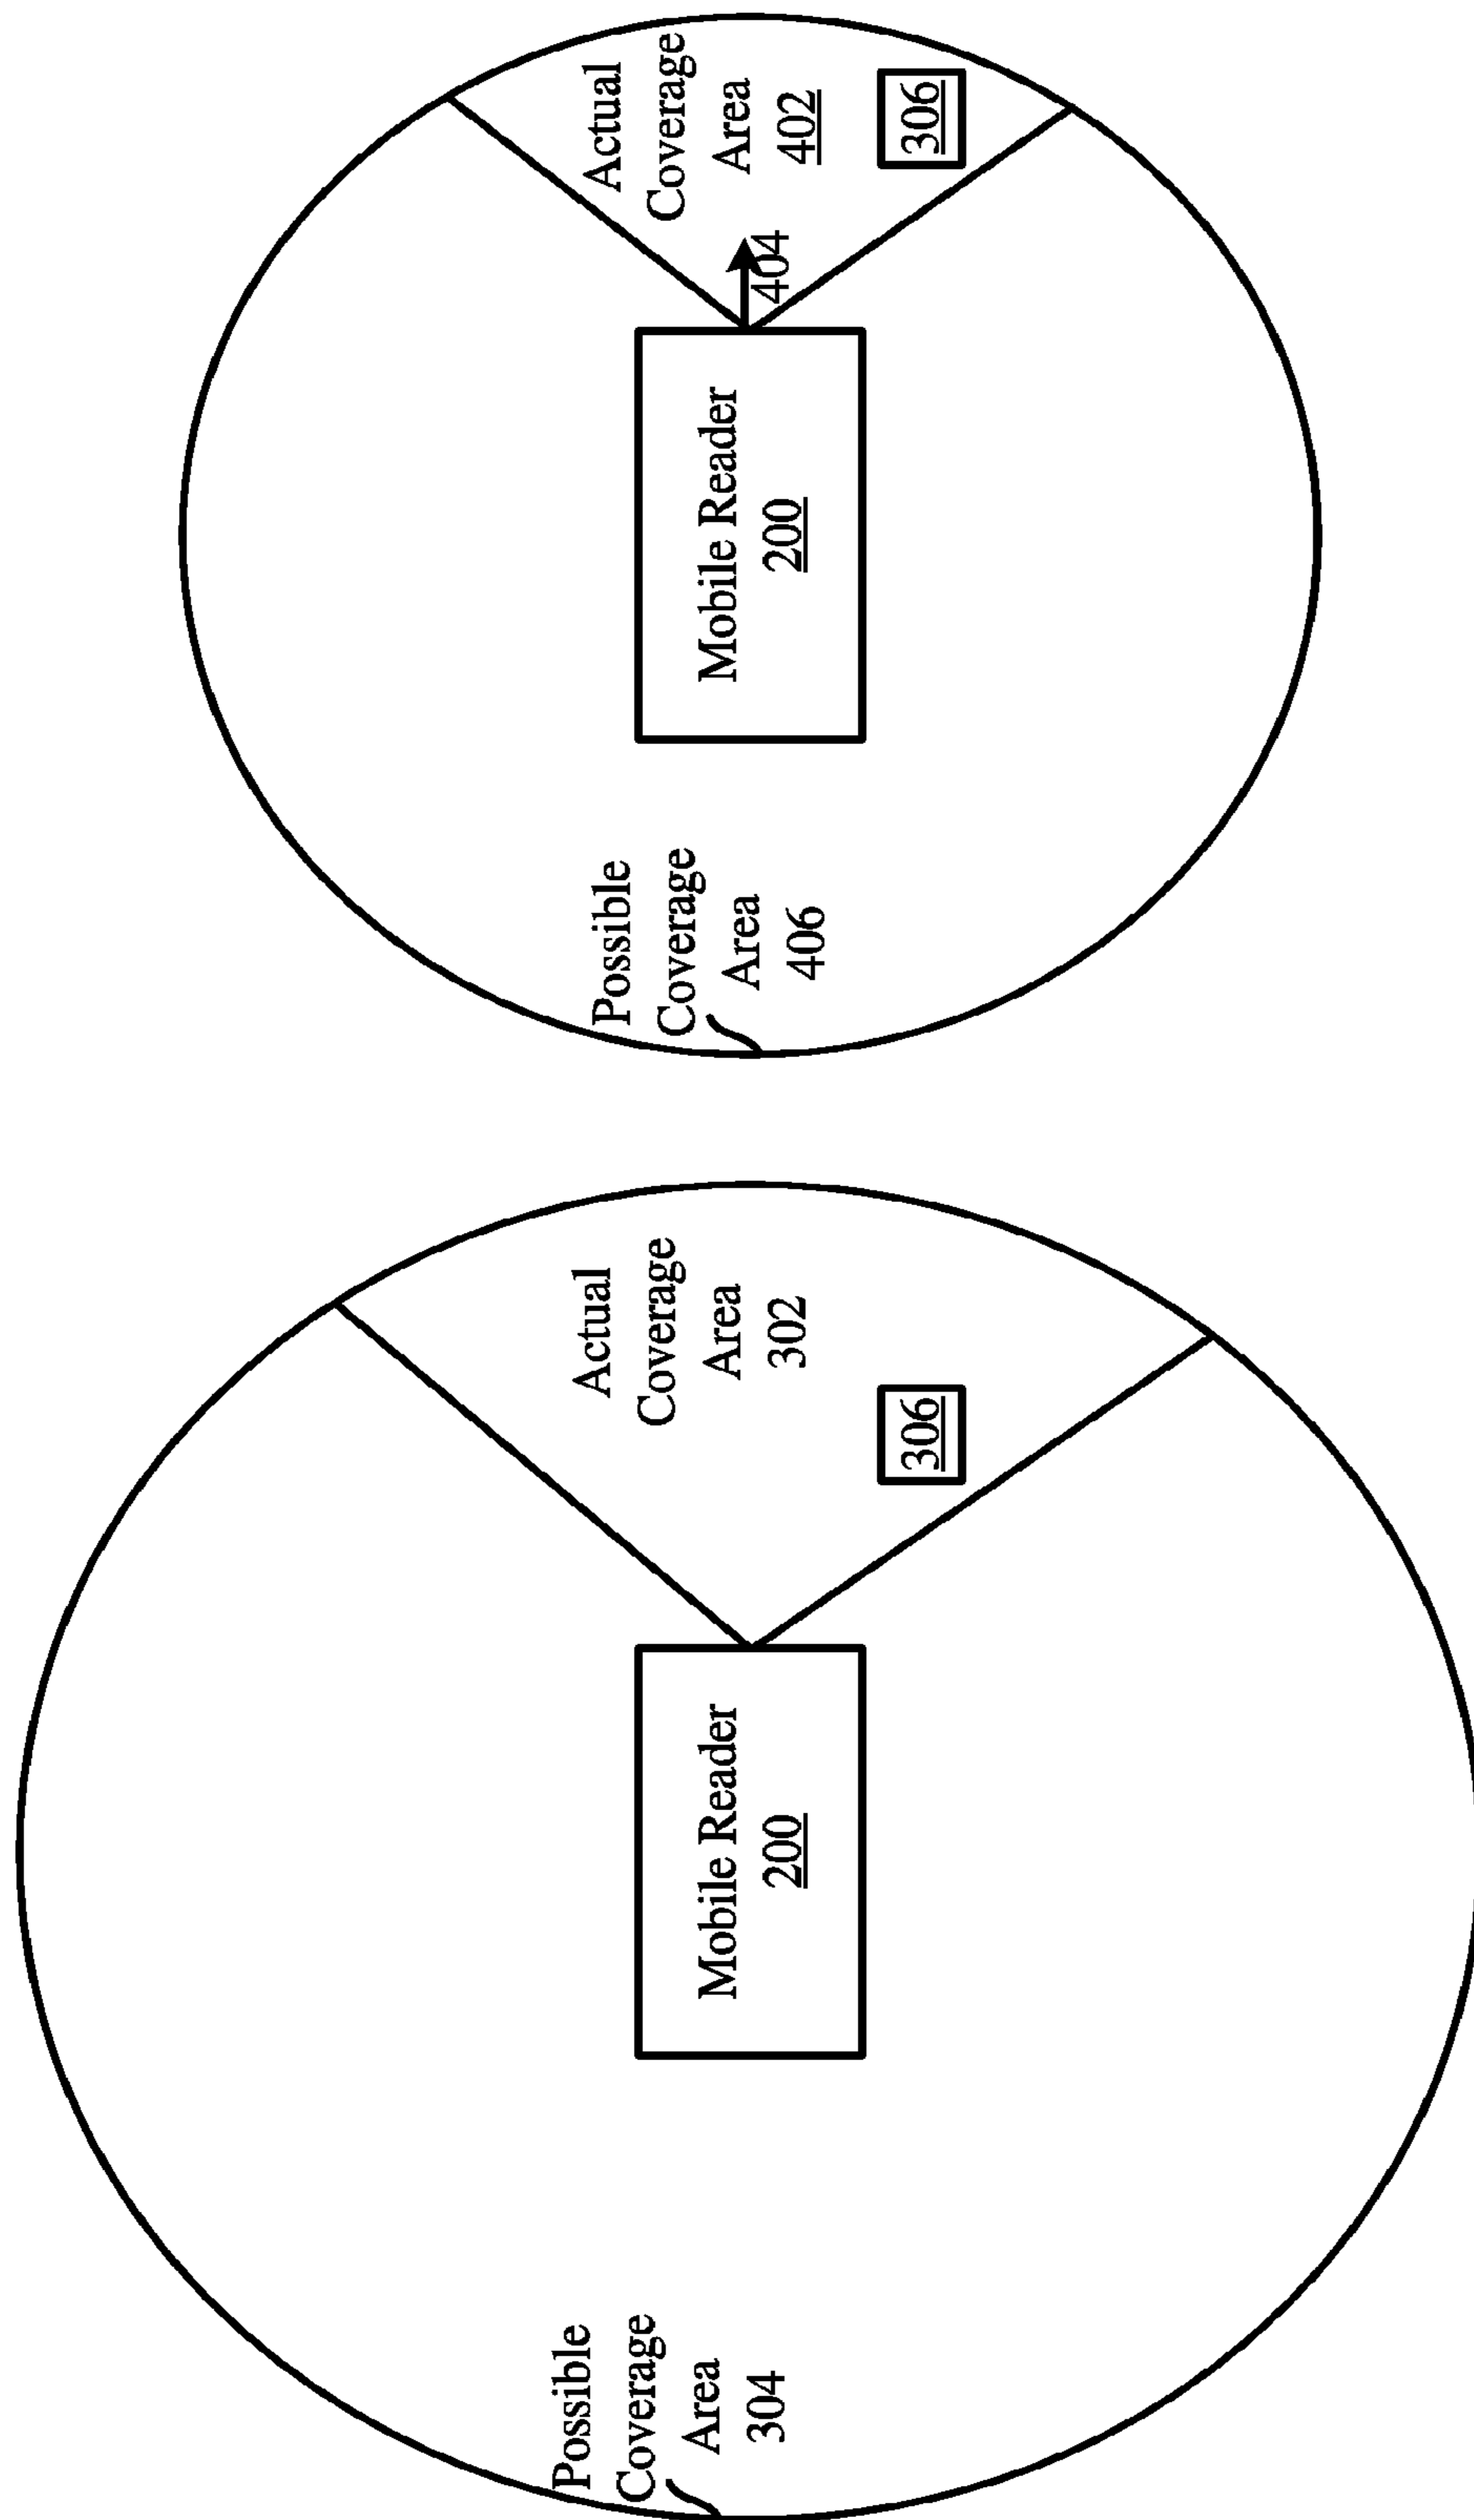 Possible
Coverage
Area
304
Mobile Reader
200
Actual
Coverage
Area
302
306
Possible
Coverage
Area
406
Mobile Reader
200
404
Actual
Coverage
Area
402
306